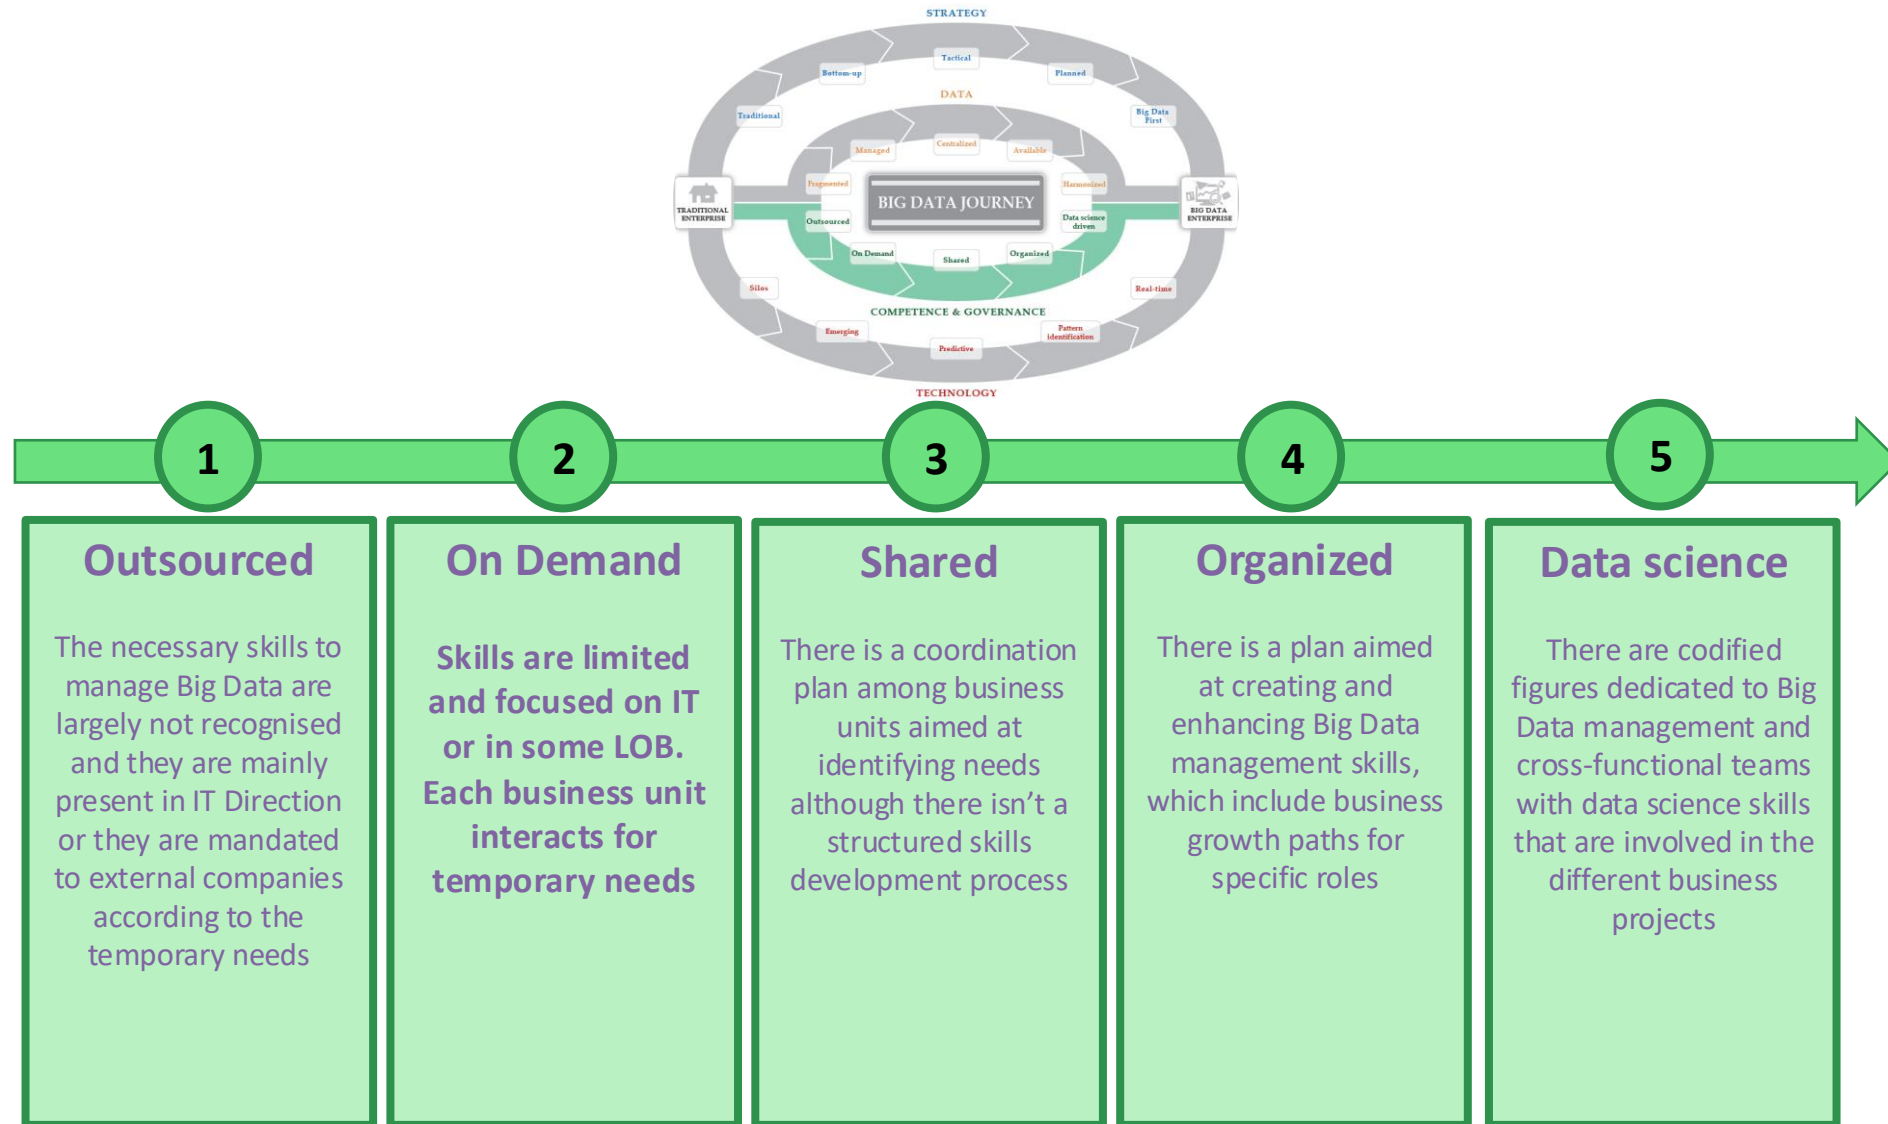 STRATEGY
Tactical
Bottom-up
Planned
DATA
Traditional
Big Data
First
Managed
Centralized
Available
Fragmented
Harmonized
TRADITIONAL
ENTERPRISE
BIG DATA JOURNEY
BIG DATA
ENTERPRISE
Outsourced
Data science
driven
On Demand
Shared
Organized
Silos
Real-time
COMPETENCE & GOVERNANCE
Emerging
Predictive
Pattern
identification
TECHNOLOGY
1
2
3
4
5
Outsourced
The necessary skills to
manage Big Data are
largely not recognised
and they are mainly
present in IT Direction
or they are mandated
to external companies
according to the
temporary needs
On Demand
Skills are limited
and focused on IT
or in some LOB.
Each business unit
interacts for
temporary needs
Shared
There is a coordination
plan among business
units aimed at
identifying needs
although there isn’t a
structured skills
development process
Organized
There is a plan aimed
at creating and
enhancing Big Data
management skills,
which include business
growth paths for
specific roles
Data science
There are codified
figures dedicated to Big
Data management and
cross-functional teams
with data science skills
that are involved in the
different business
projects